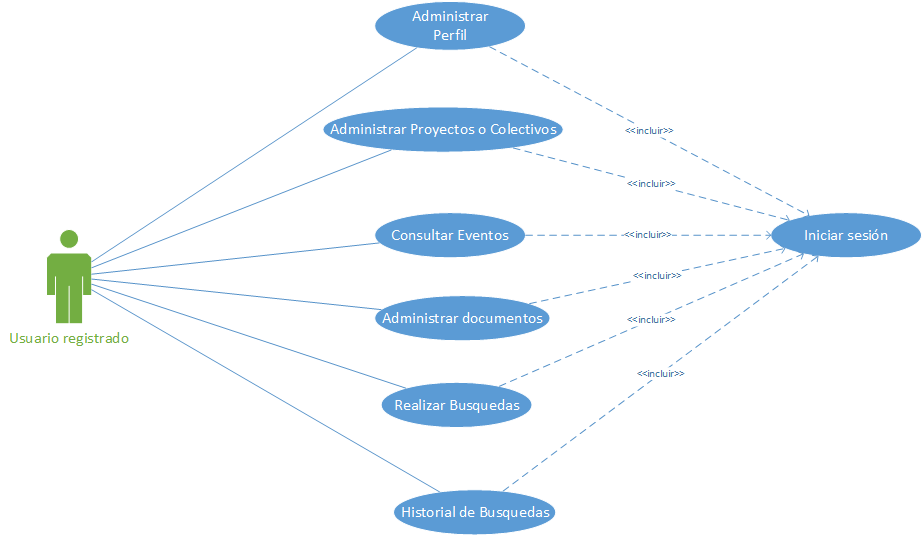 Administrar
Perfil
<<incluir>>
Administrar Proyectos o Colectivos
<<incluir>>
Consultar Eventos
<<incluir>>
Iniciar sesión
<<incluir>>
Administrar documentos
<<incluir>>
Usuario registrado
<<incluir>>
Realizar Busquedas
Historial de Busquedas